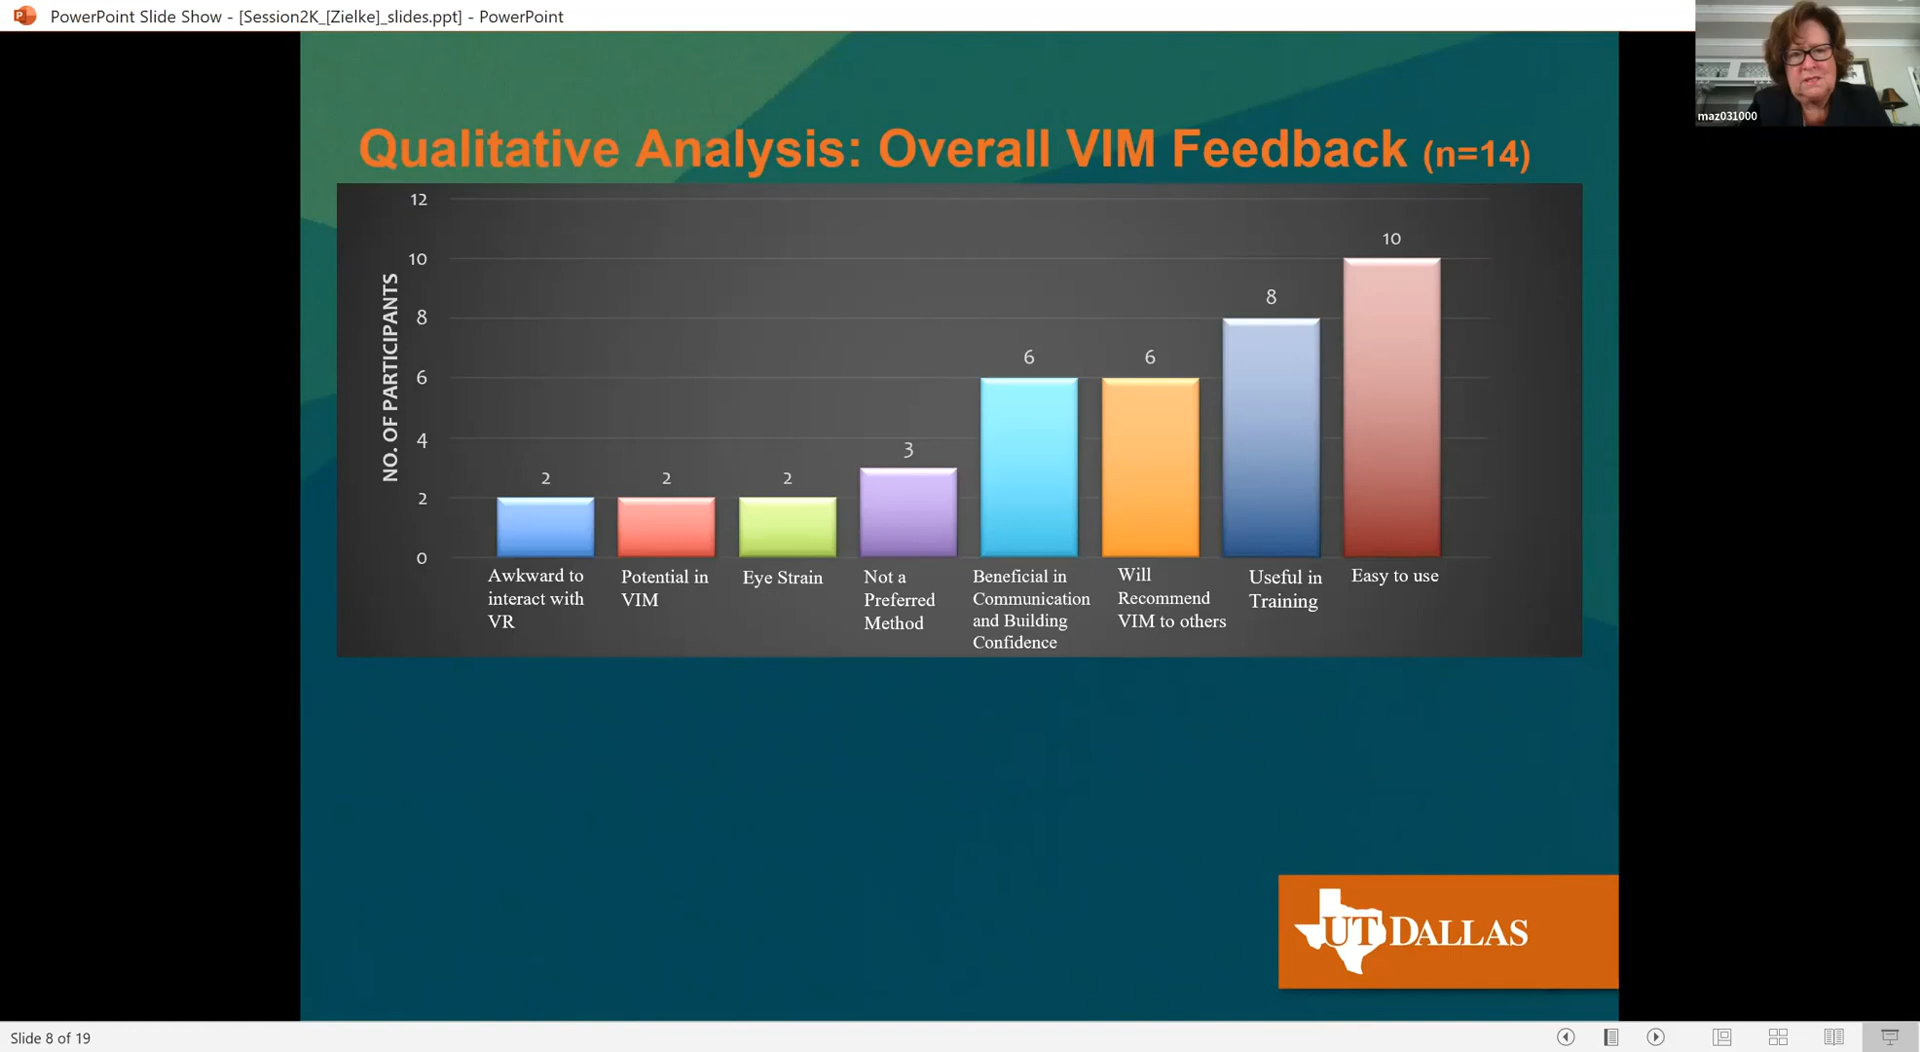 PowerPoint Slide Show - [Session2K_[Zielke]_slides.ppt] - PowerPoint
maz031000
Qualitative Analysis: Overall VIM Feedback (n=14)
NO. OF PARTICIPANTS
12
10
8
6
4
2
0
2
2
2
3
6
6
8
10
Awkward to
interact with
VR
Potential in
VIM
Eye Strain
Not a
Preferred
Method
Beneficial in
Communication
and Building
Confidence
Will
Recommend
VIM to others
Useful in
Training
Easy to use
UT DALLAS
Slide 8 of 19